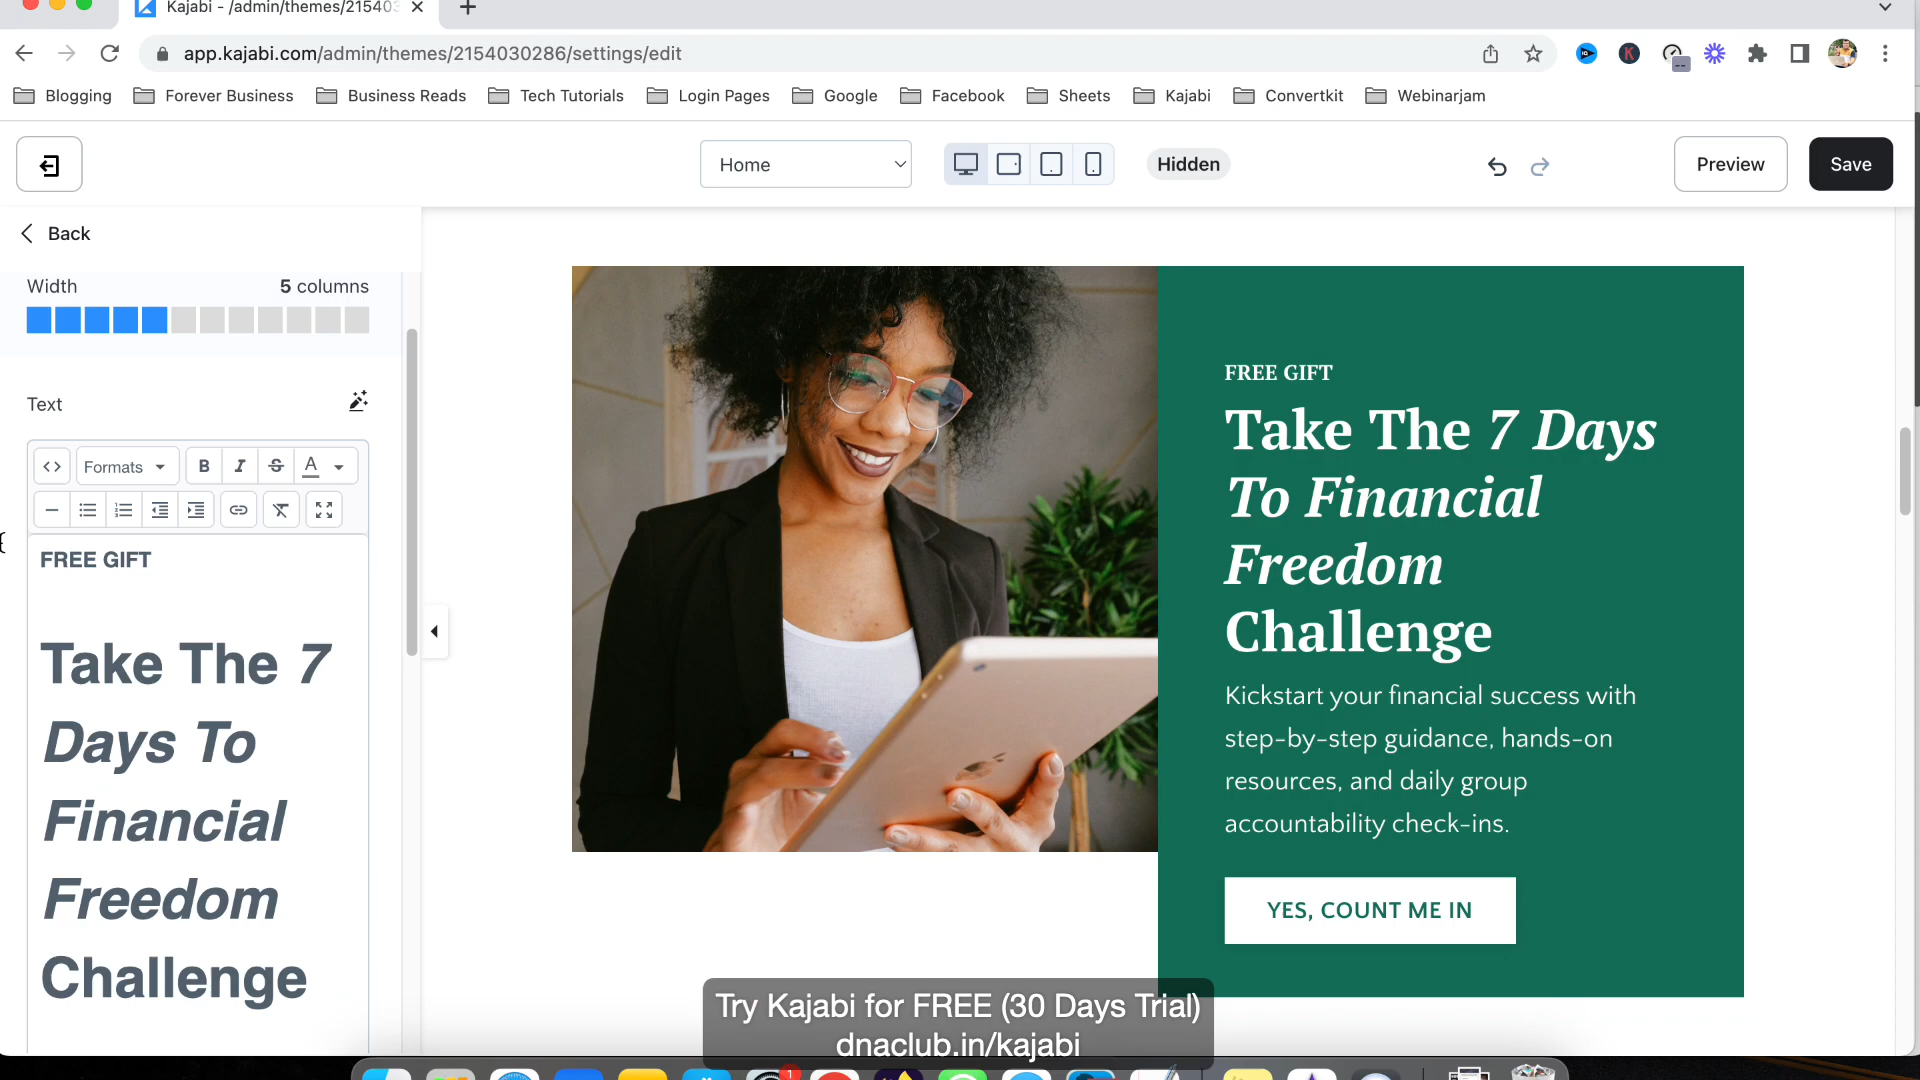 Kajabi - /admin/themes/215403
app.kajabi.com/admin/themes/2154030286/settings/edit
Blogging Forever Business Business Reads Tech Tutorials Login Pages Google Facebook Sheets Kajabi Convertkit Webinarjam
Home Hidden Preview Save
Back
Width 5 columns
Text
Formats B I S A
FREE GIFT
Take The 7
Days To
Financial
Freedom
Challenge
FREE GIFT
Take The 7 Days
To Financial
Freedom
Challenge
Kickstart your financial success with
step-by-step guidance, hands-on
resources, and daily group
accountability check-ins.
YES, COUNT ME IN
Try Kajabi for FREE (30 Days Trial)
dnaclub.in/kajabi